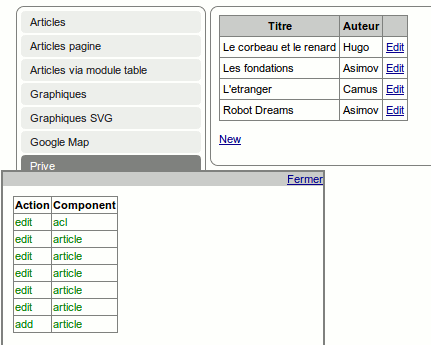 Articles
Articles pagine
Articles via module table
Graphiques
Graphiques SVG
Google Map
Prive
Titre Auteur
Le corbeau et le renard Hugo Edit
Les fondations Asimov Edit
L'etranger Camus Edit
Robot Dreams Asimov Edit
New
Fermer
Action Component
edit acl
edit article
edit article
edit article
edit article
edit article
add article